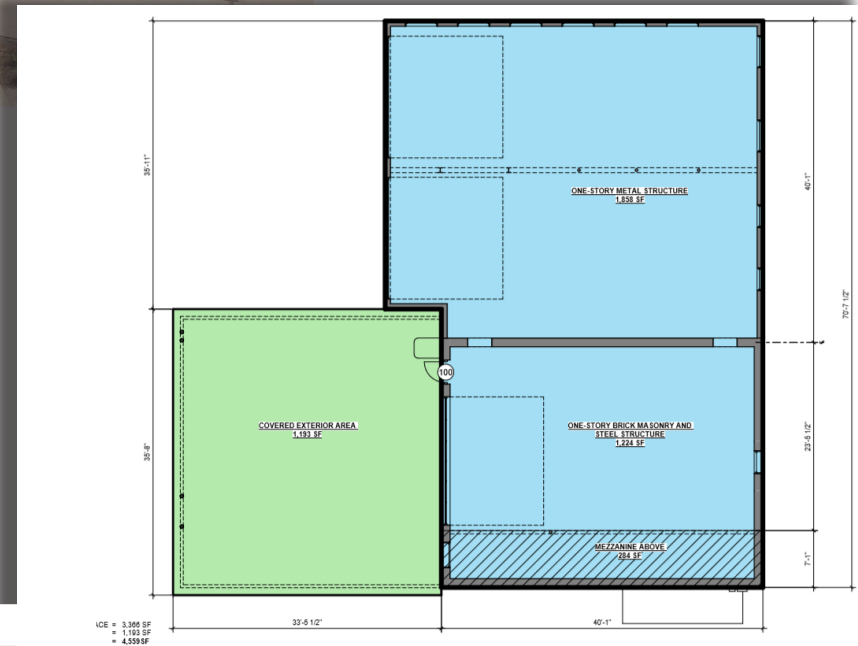 35'-11"
40'-1"
70'-7 1/2"
ONE-STORY METAL STRUCTURE
1,858 SF
100
COVERED EXTERIOR AREA
1,193 SF
ONE-STORY BRICK MASONRY AND
STEEL STRUCTURE
1,224 SF
35'-8"
23'-5 1/2"
MEZZANINE ABOVE
284 SF
7'-1"
33'-5 1/2"
40'-1"
= 3,366 SF
= 1,193 SF
= 4,559 SF